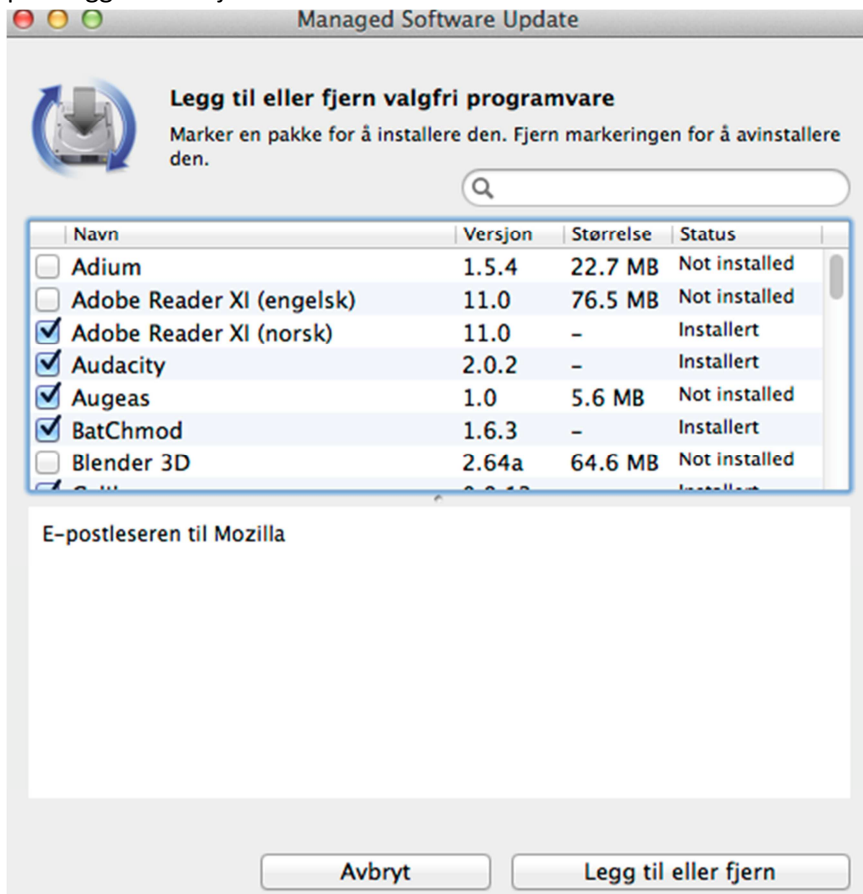 Managed Software Update
Legg til eller fjern valgfri programvare
Marker en pakke for å installere den. Fjern markeringen for å avinstallere
den.
Navn Versjon Størrelse Status
Adium 1.5.4 22.7 MB Not installed
Adobe Reader XI (engelsk) 11.0 76.5 MB Not installed
Adobe Reader XI (norsk) 11.0 – Installert
Audacity 2.0.2 – Installert
Augeas 1.0 5.6 MB Not installed
BatChmod 1.6.3 – Installert
Blender 3D 2.64a 64.6 MB Not installed
E-postleseren til Mozilla
Avbryt Legg til eller fjern